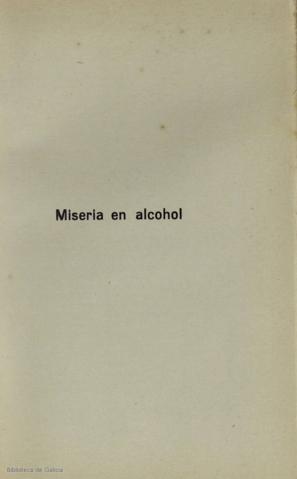 Miseria en alcohol
Biblioteca de Galicia